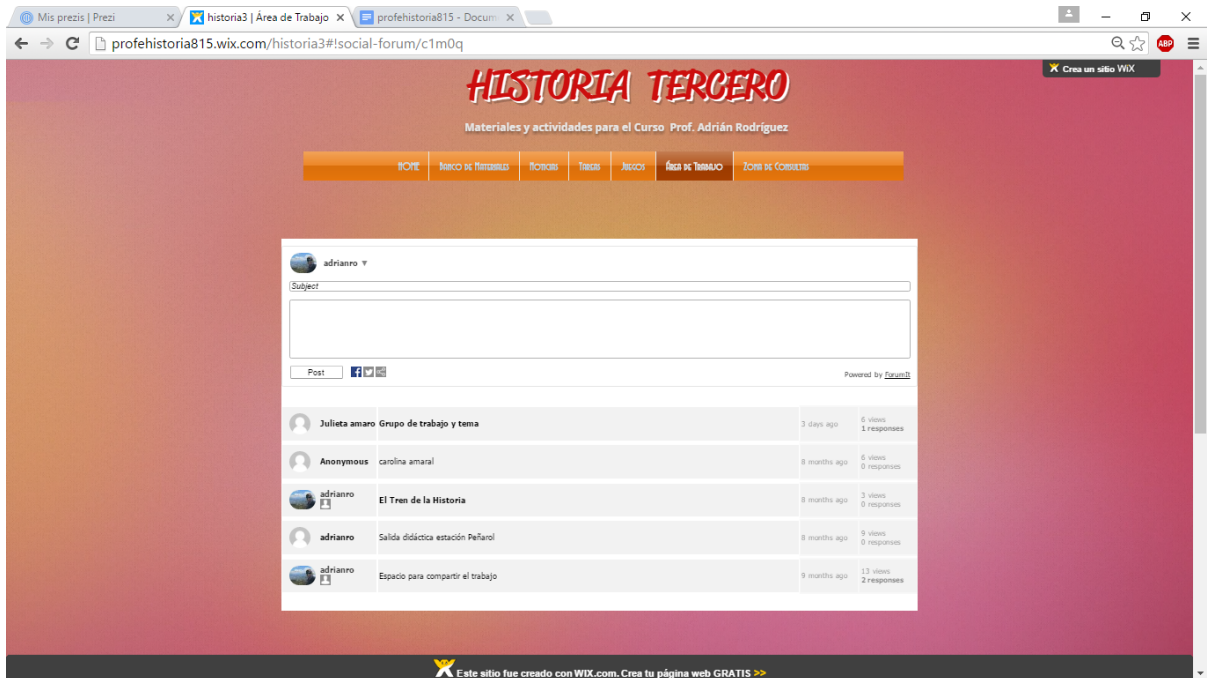 Mis prezis | Prezi
historia3 | Área de Trabajo
profehistoria815 - Docum
profehistoria815.wix.com/historia3#!social-forum/c1m0q
ABP
Crea un sitio WiX
HISTORIA TERCERO
Materiales y actividades para el Curso Prof. Adrián Rodríguez
HOME Banco de Materiales Noticias Tareas Juegos Área de Trabajo Zona de Consultas
adrianro
Subject
Post
Powered by ForumIt
Julieta amaro Grupo de trabajo y tema 3 days ago 6 views
1 responses
Anonymous carolina amaral 8 months ago 6 views
0 responses
adrianro El Tren de la Historia 8 months ago 3 views
0 responses
adrianro Salida didáctica estación Peñarol 8 months ago 9 views
0 responses
adrianro Espacio para compartir el trabajo 9 months ago 13 views
2 responses
Este sitio fue creado con WIX.com. Crea tu página web GRATIS >>